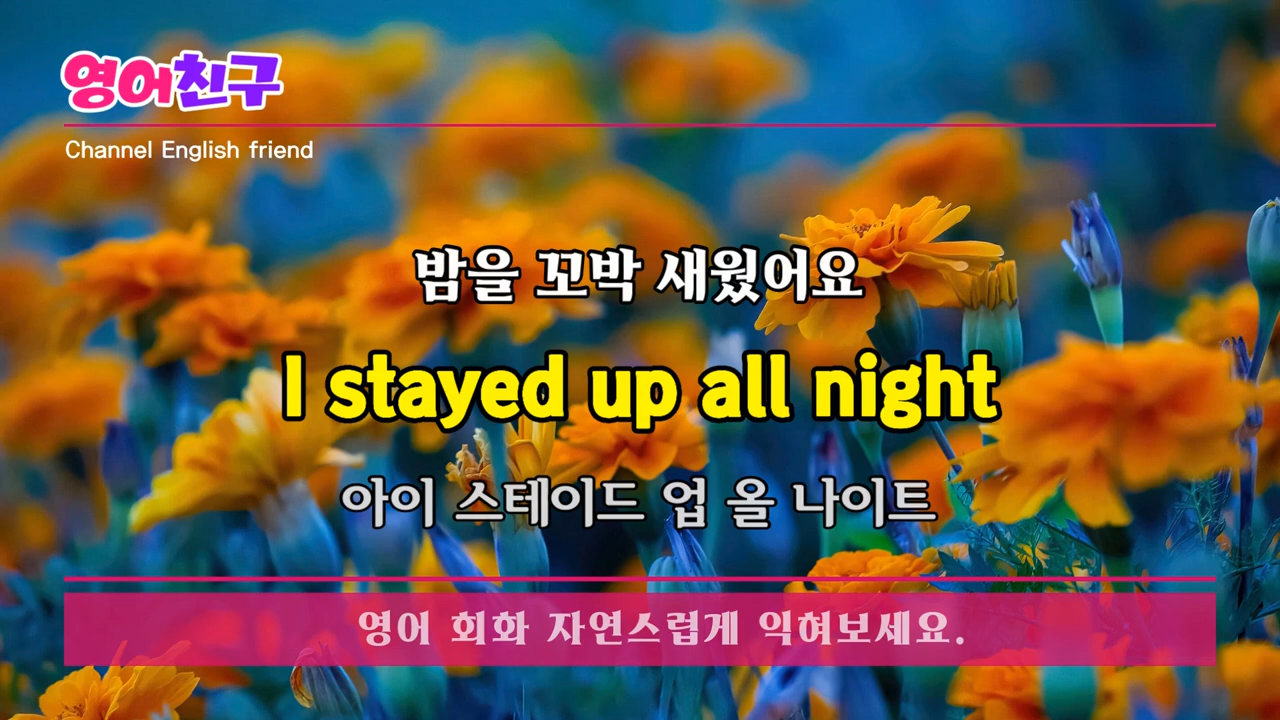 영어친구
Channel English friend
밤을 꼬박 새웠어요
I stayed up all night
아이 스테이드 업 올 나이트
영어 회화 자연스럽게 익혀보세요.